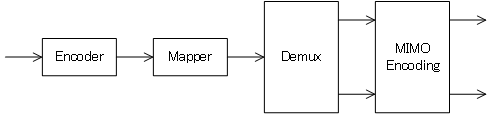 Encoder
Mapper
Demux
MIMO
Encoding